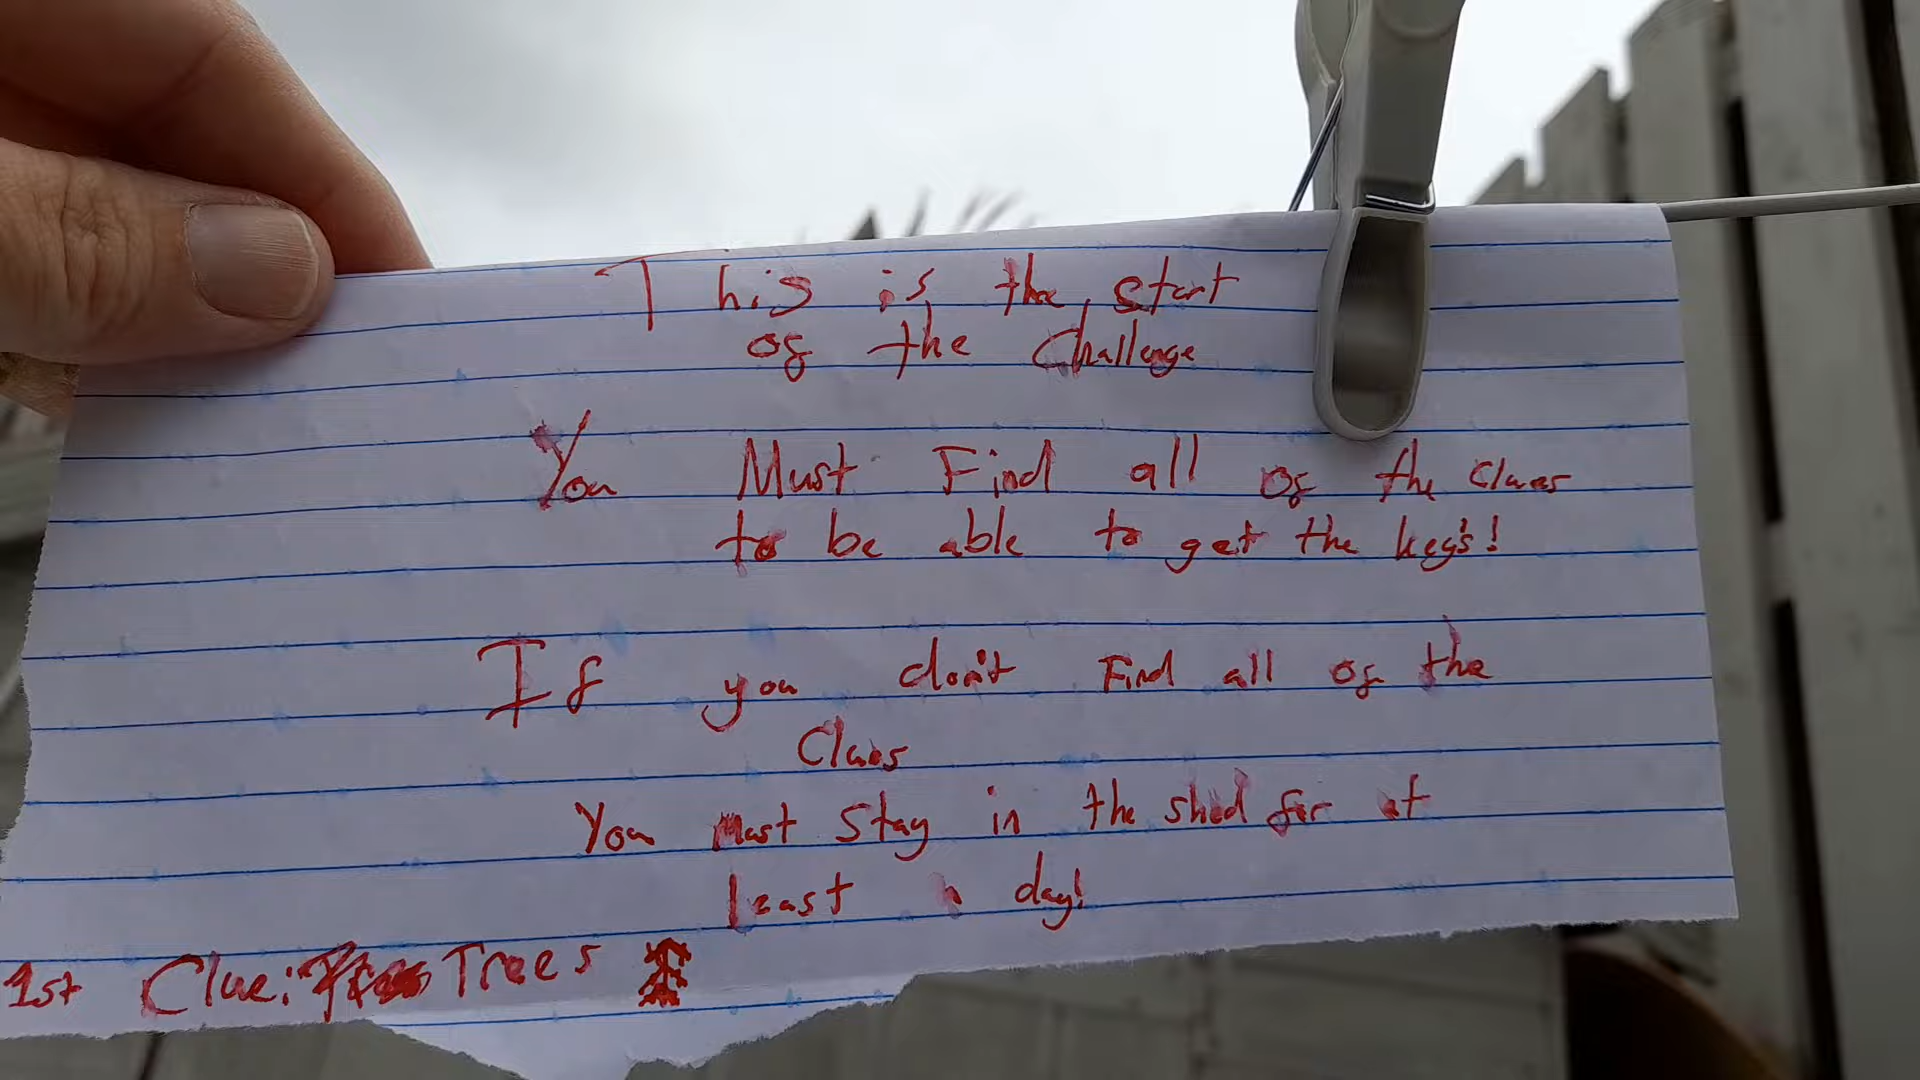 This is the start
of the Challenge
You Must Find all of the Clues
to be able to get the key's!
If you don't Find all of the
Clues
You Must Stay in the shed for at
least a day!
1st Clue: Trees